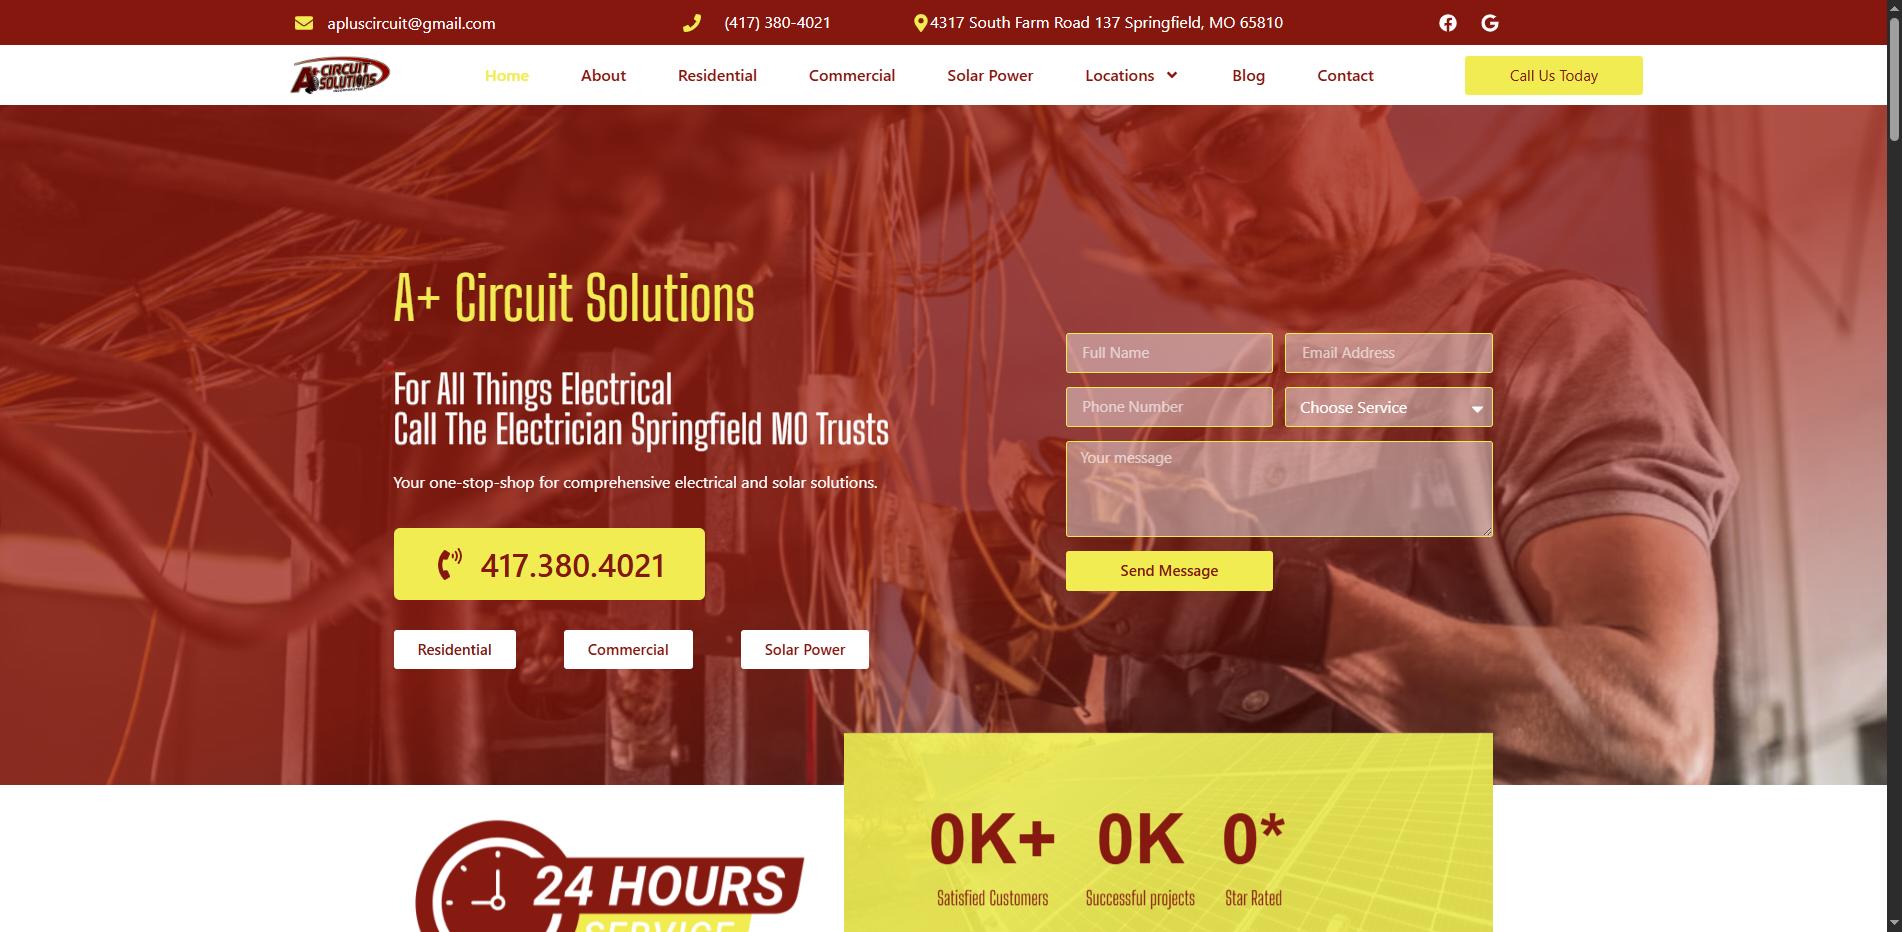 apluscircuit@gmail.com
(417) 380-4021
4317 South Farm Road 137 Springfield, MO 65810
A+ CIRCUIT
SOLUTIONS
Home
About
Residential
Commercial
Solar Power
Locations
Blog
Contact
Call Us Today
A+ Circuit Solutions
For All Things Electrical
Call The Electrician Springfield MO Trusts
Your one-stop-shop for comprehensive electrical and solar solutions.
417.380.4021
Residential
Commercial
Solar Power
Full Name
Email Address
Phone Number
Choose Service
Your message
Send Message
24 HOURS
SERVICE
0K+
0K
0*
Satisfied Customers
Successful projects
Star Rated